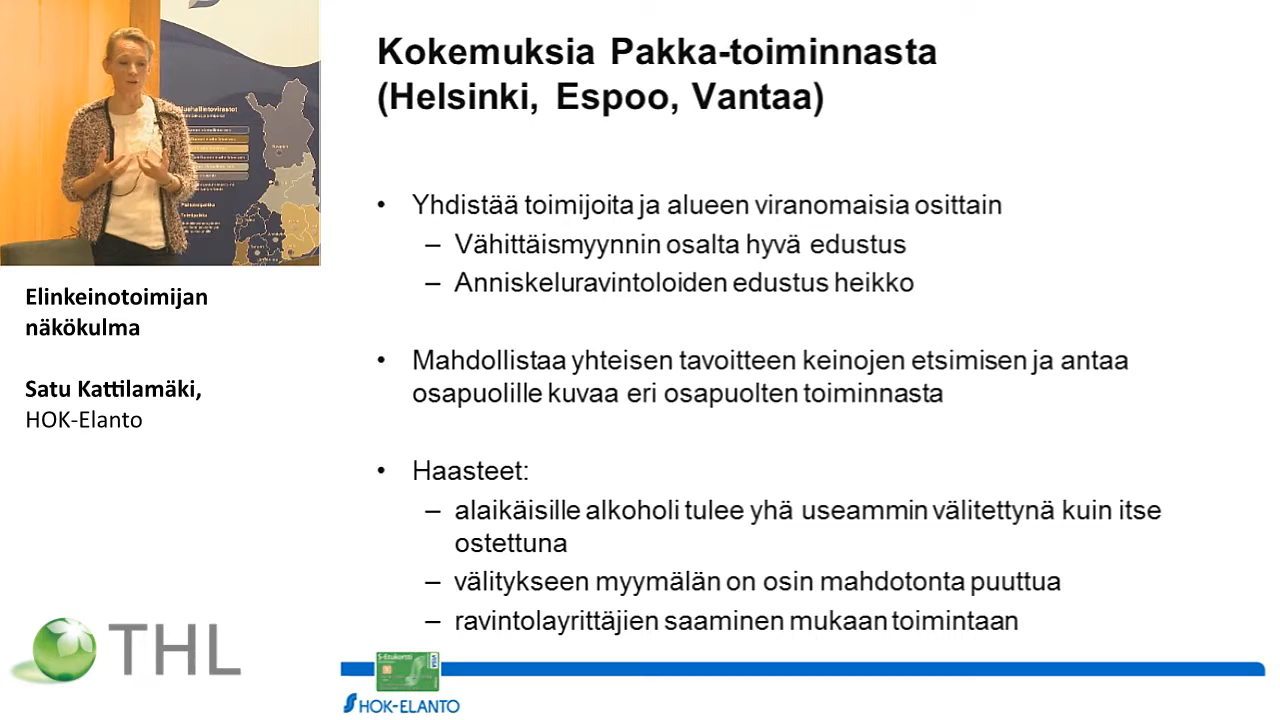 Kokemuksia Pakka-toiminnasta
(Helsinki, Espoo, Vantaa)
• Yhdistää toimijoita ja alueen viranomaisia osittain
– Vähittäismyynnin osalta hyvä edustus
– Anniskeluravintoloiden edustus heikko
• Mahdollistaa yhteisen tavoitteen keinojen etsimisen ja antaa
osapuolille kuvaa eri osapuolten toiminnasta
• Haasteet:
– alaikäisille alkoholi tulee yhä useammin välitettynä kuin itse
ostettuna
– välitykseen myymälän on osin mahdotonta puuttua
– ravintolayrittäjien saaminen mukaan toimintaan
Elinkeinotoimijan
näkökulma
Satu Kattilamäki,
HOK-Elanto
THL
S-Etukortti
VISA
HOK-ELANTO